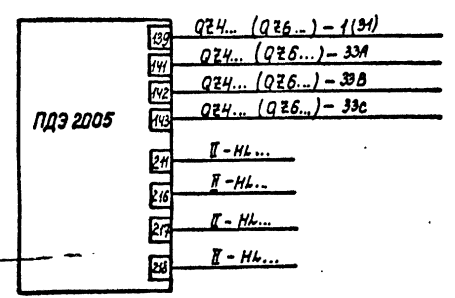 139 QZ4... (QZ6...) - 1(31)
141 QZ4... (QZ6...) - 33A
142 QZ4... (QZ6...) - 33B
143 QZ4... (QZ6...) - 33C
ПДЭ 2005
211 II - HL...
216 II - HL...
217 II - HL...
218 II - HL...